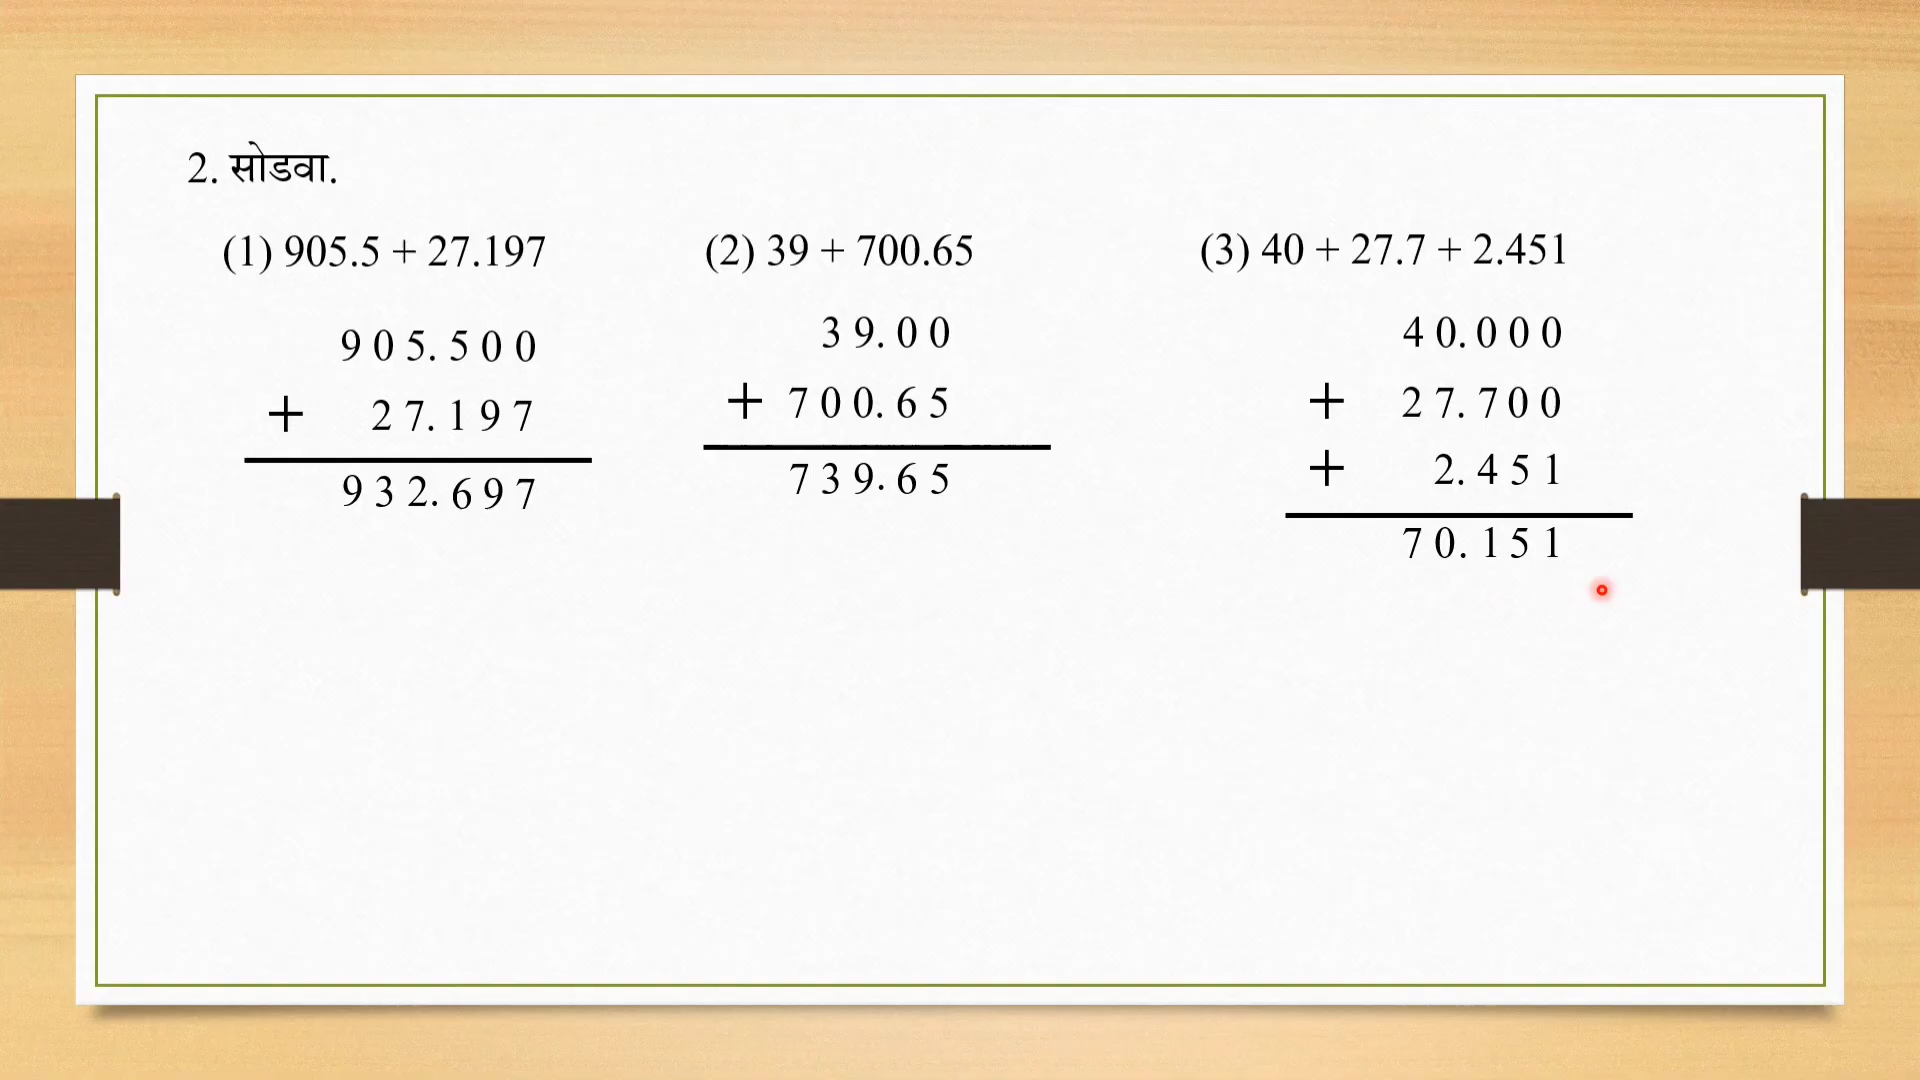 2. सोडवा.
(1) 905.5 + 27.197
(2) 39 + 700.65
(3) 40 + 27.7 + 2.451
9 0 5. 5 0 0
+ 2 7. 1 9 7
9 3 2. 6 9 7
3 9. 0 0
+ 7 0 0. 6 5
7 3 9. 6 5
4 0. 0 0 0
+ 2 7. 7 0 0
+ 2. 4 5 1
7 0. 1 5 1